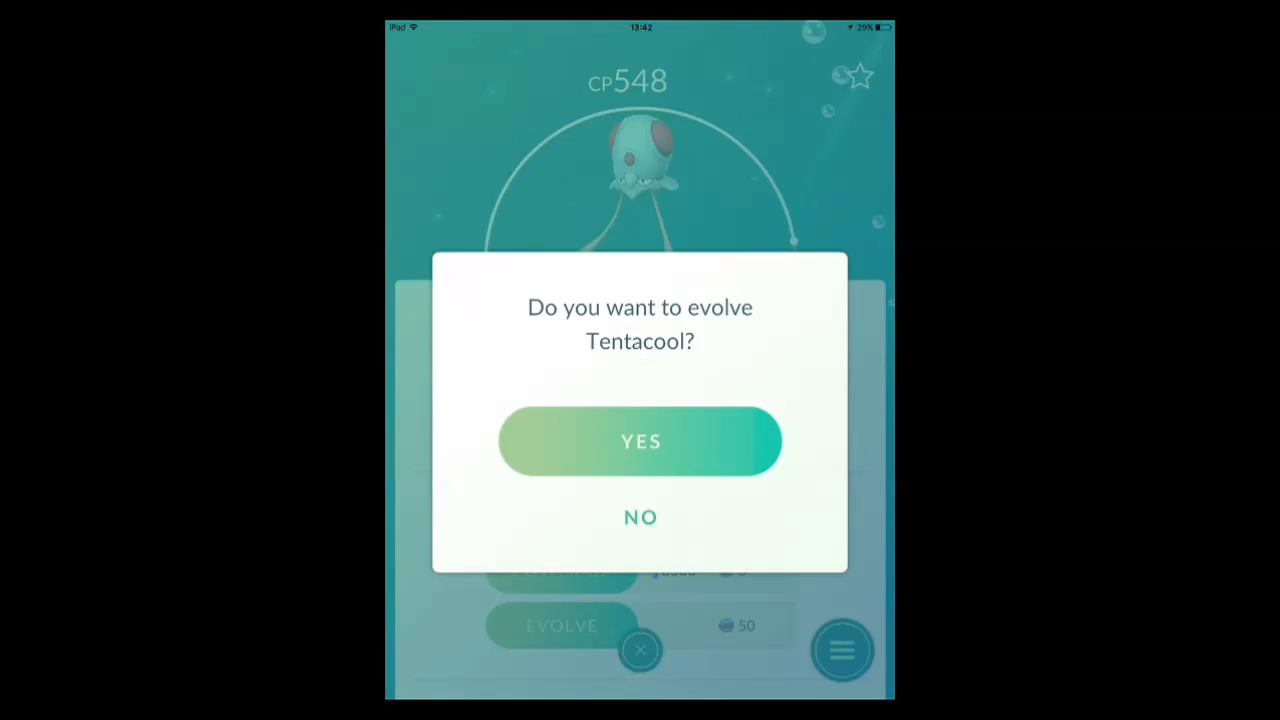 iPad
13:42
29%
CP548
Do you want to evolve
Tentacool?
YES
NO
EVOLVE
50